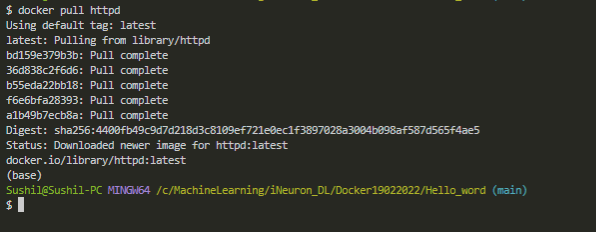 $ docker pull httpd
Using default tag: latest
latest: Pulling from library/httpd
bd159e379b3b: Pull complete
36d838c2f6d6: Pull complete
b55eda22bb18: Pull complete
f6e6bfa28393: Pull complete
a1b49b7ecb8a: Pull complete
Digest: sha256:4400fb49c9d7d218d3c8109ef721e0ec1f3897028a3004b098af587d565f4ae5
Status: Downloaded newer image for httpd:latest
docker.io/library/httpd:latest
(base)
Sushil@Sushil-PC MINGW64 /c/MachineLearning/iNeuron_DL/Docker19022022/Hello_word (main)
$